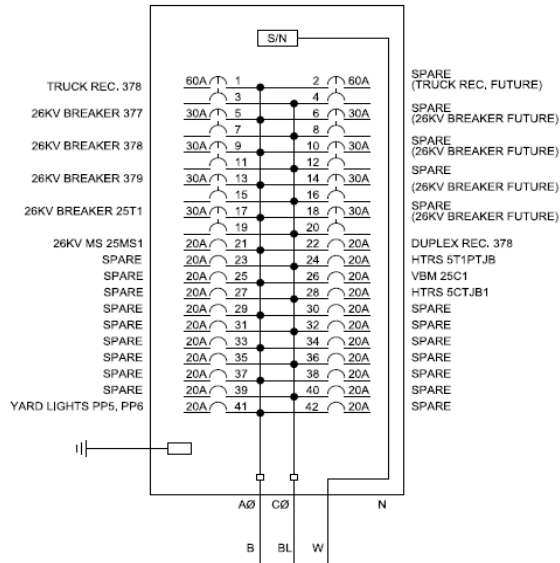 S/N
TRUCK REC. 378 60A 1 2 60A SPARE
(TRUCK REC. FUTURE)
3 4
26KV BREAKER 377 30A 5 6 30A SPARE
(26KV BREAKER FUTURE)
7 8
26KV BREAKER 378 30A 9 10 30A SPARE
(26KV BREAKER FUTURE)
11 12
26KV BREAKER 379 30A 13 14 30A SPARE
(26KV BREAKER FUTURE)
15 16
26KV BREAKER 25T1 30A 17 18 30A SPARE
(26KV BREAKER FUTURE)
19 20
26KV MS 25MS1 20A 21 22 20A DUPLEX REC. 378
SPARE 20A 23 24 20A HTRS 5T1PTJB
SPARE 20A 25 26 20A VBM 25C1
SPARE 20A 27 28 20A HTRS 5CTJB1
SPARE 20A 29 30 20A SPARE
SPARE 20A 31 32 20A SPARE
SPARE 20A 33 34 20A SPARE
SPARE 20A 35 36 20A SPARE
SPARE 20A 37 38 20A SPARE
SPARE 20A 39 40 20A SPARE
YARD LIGHTS PP5, PP6 20A 41 42 20A SPARE
AØ CØ N
B BL W